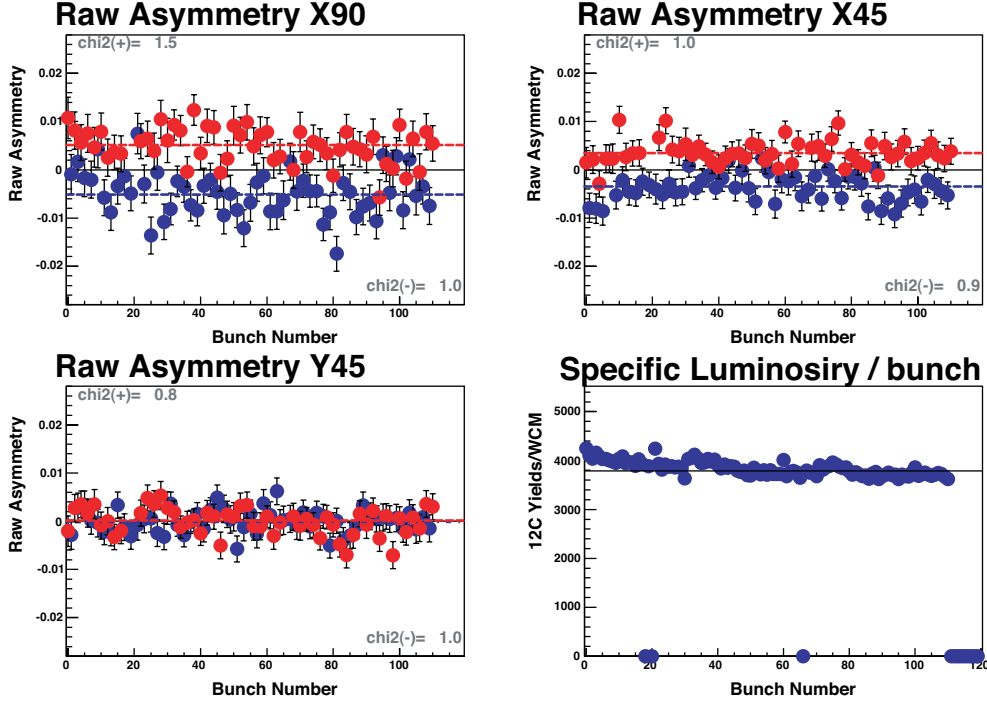 Raw Asymmetry X90
chi2(+)= 1.5
Raw Asymmetry
0.02
0.01
0
-0.01
-0.02
chi2(-)= 1.0
0 20 40 60 80 100
Bunch Number
Raw Asymmetry X45
chi2(+)= 1.0
Raw Asymmetry
0.02
0.01
0
-0.01
-0.02
chi2(-)= 0.9
0 20 40 60 80 100
Bunch Number
Raw Asymmetry Y45
chi2(+)= 0.8
Raw Asymmetry
0.02
0.01
0
-0.01
-0.02
chi2(-)= 1.0
0 20 40 60 80 100
Bunch Number
Specific Luminosiry / bunch
12C Yields/WCM
5000
4000
3000
2000
1000
0
0 20 40 60 80 100 120
Bunch Number